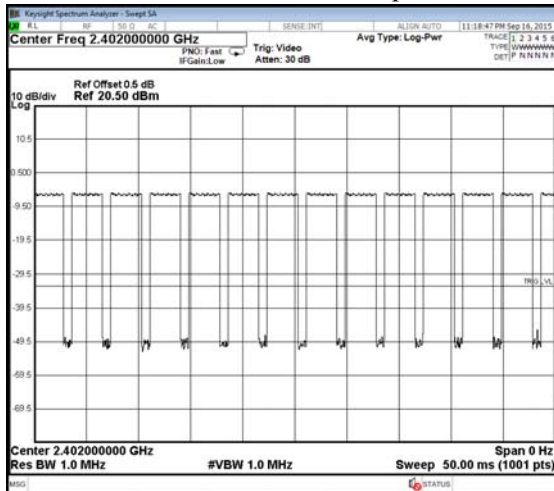 Keysight Spectrum Analyzer - Swept SA
RL RF 50 Ω AC SENSE:INT ALIGN AUTO 11:18:47 PM Sep 16, 2015
Center Freq 2.402000000 GHz Avg Type: Log-Pwr TRACE 1 2 3 4 5 6
PNO: Fast Trig: Video TYPE WWWWWW
IFGain:Low Atten: 30 dB DET P NNNNN
Ref Offset 0.5 dB
10 dB/div Ref 20.50 dBm
Log
10.5
0.500
-9.50
-19.5
-29.5
TRIG LVL
-39.5
-49.5
-59.5
-69.5
Center 2.402000000 GHz Span 0 Hz
Res BW 1.0 MHz #VBW 1.0 MHz Sweep 50.00 ms (1001 pts)
MSG STATUS